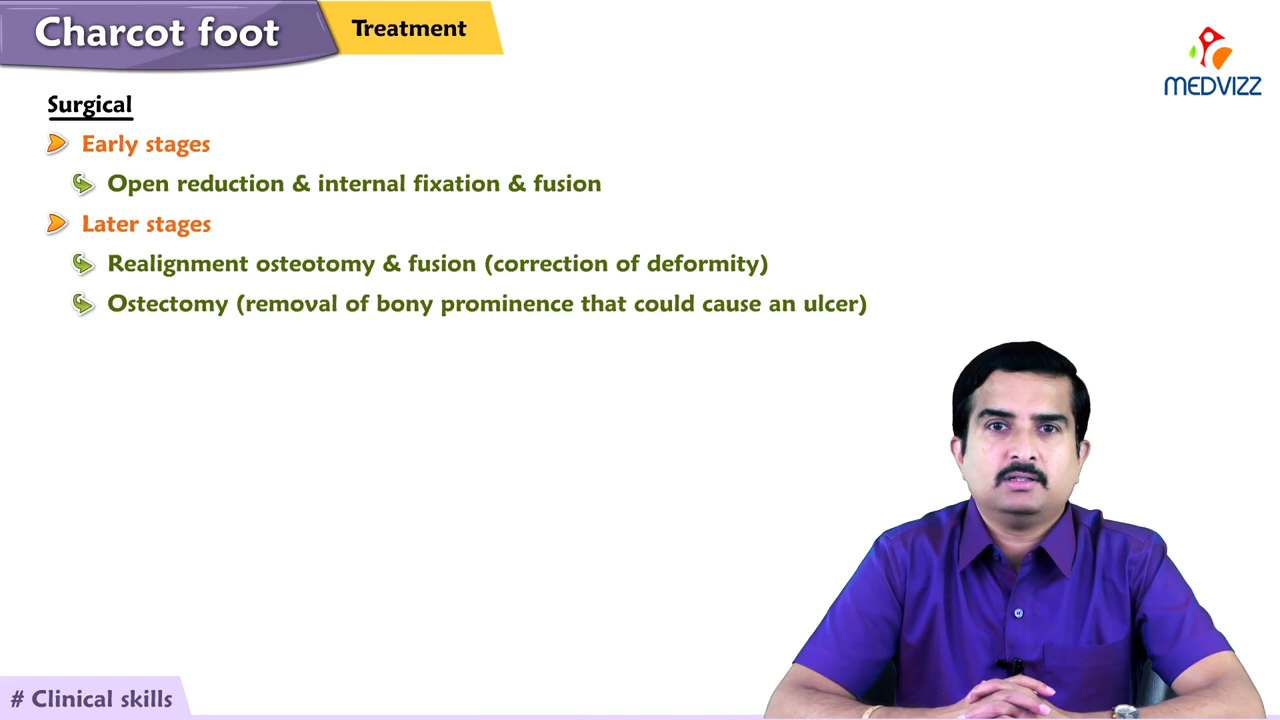 Charcot foot
Treatment
MEDVIZZ
Surgical
Early stages
Open reduction & internal fixation & fusion
Later stages
Realignment osteotomy & fusion (correction of deformity)
Ostectomy (removal of bony prominence that could cause an ulcer)
# Clinical skills